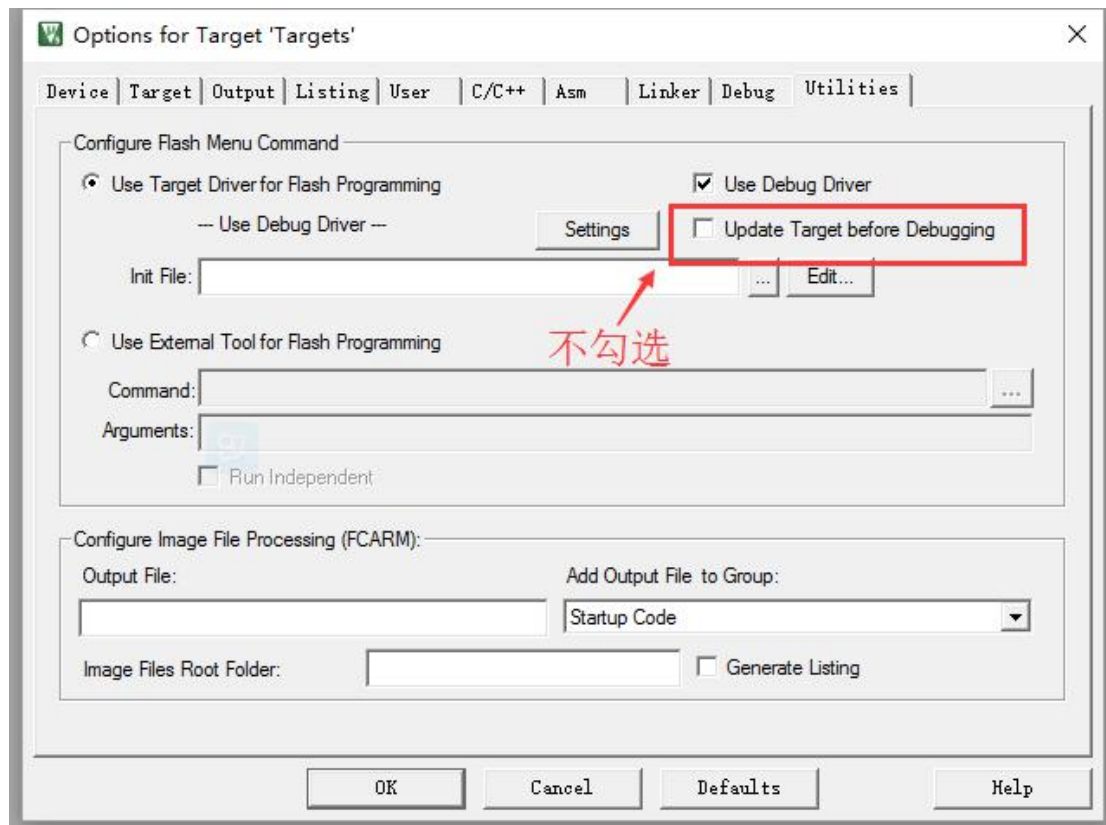 Options for Target 'Targets'
Device Target Output Listing User C/C++ Asm Linker Debug Utilities
Configure Flash Menu Command
Use Target Driver for Flash Programming
Use Debug Driver
--- Use Debug Driver ---
Settings
Update Target before Debugging
Init File:
...
Edit...
不勾选
Use External Tool for Flash Programming
Command:
...
Arguments:
Run Independent
Configure Image File Processing (FCARM):
Output File:
Add Output File to Group:
Startup Code
Image Files Root Folder:
Generate Listing
OK
Cancel
Defaults
Help